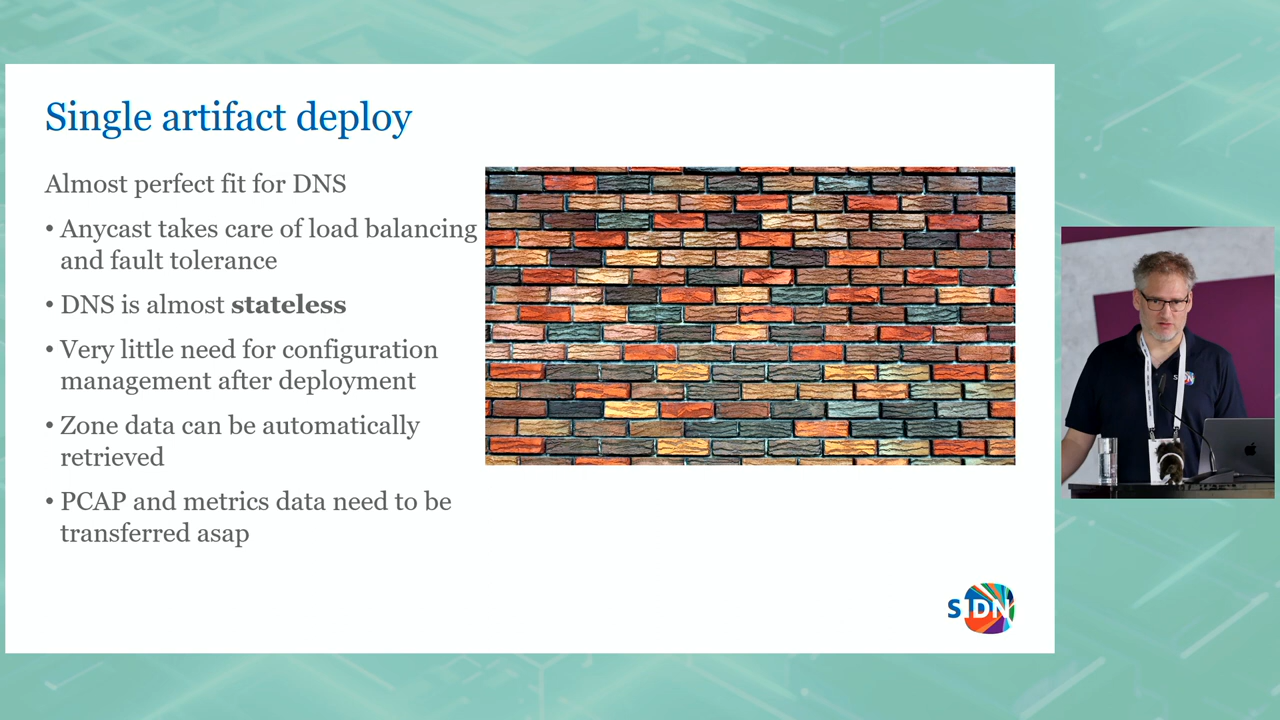 Single artifact deploy
Almost perfect fit for DNS
• Anycast takes care of load balancing
and fault tolerance
• DNS is almost stateless
• Very little need for configuration
management after deployment
• Zone data can be automatically
retrieved
• PCAP and metrics data need to be
transferred asap
SIDN
SIDN